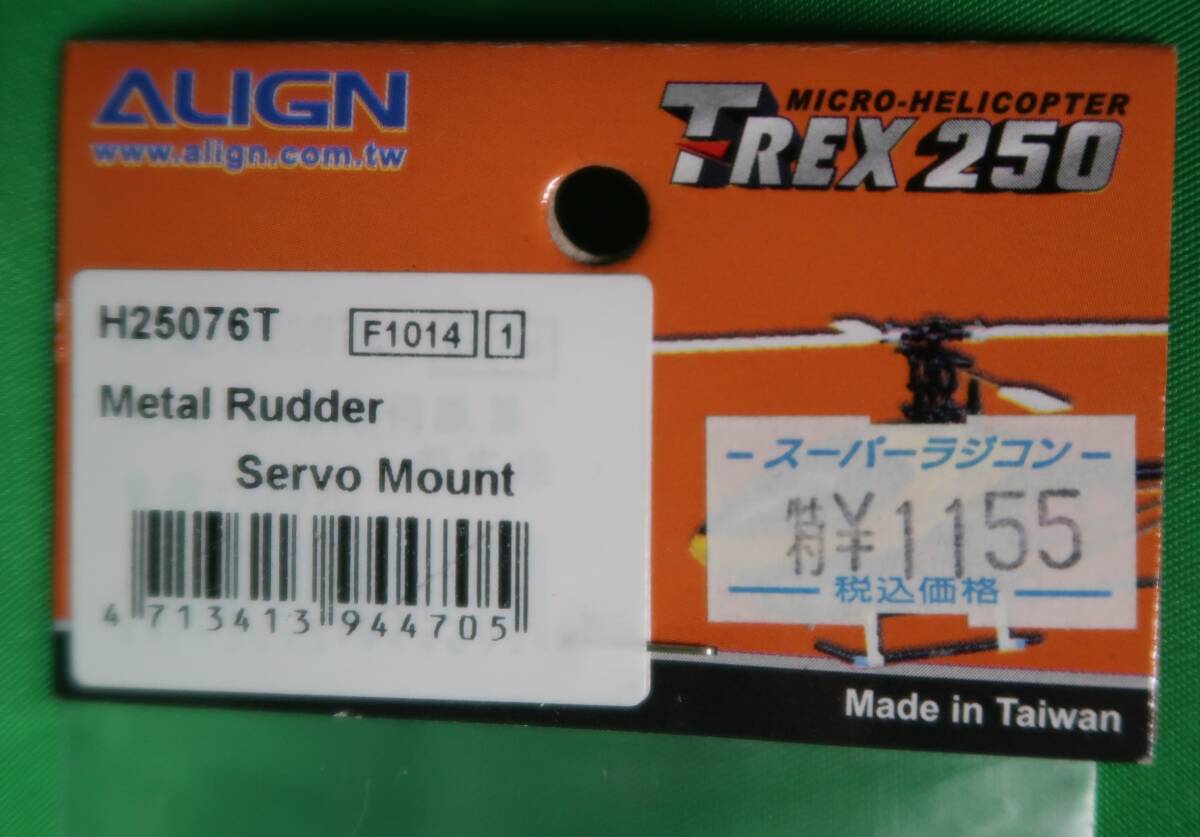 ALIGN
www.align.com.tw
MICRO-HELICOPTER
T-REX 250
H25076T F1014 1
Metal Rudder
Servo Mount
4 713413 944705
-スーパーラジコン-
特¥1155
税込価格
Made in Taiwan